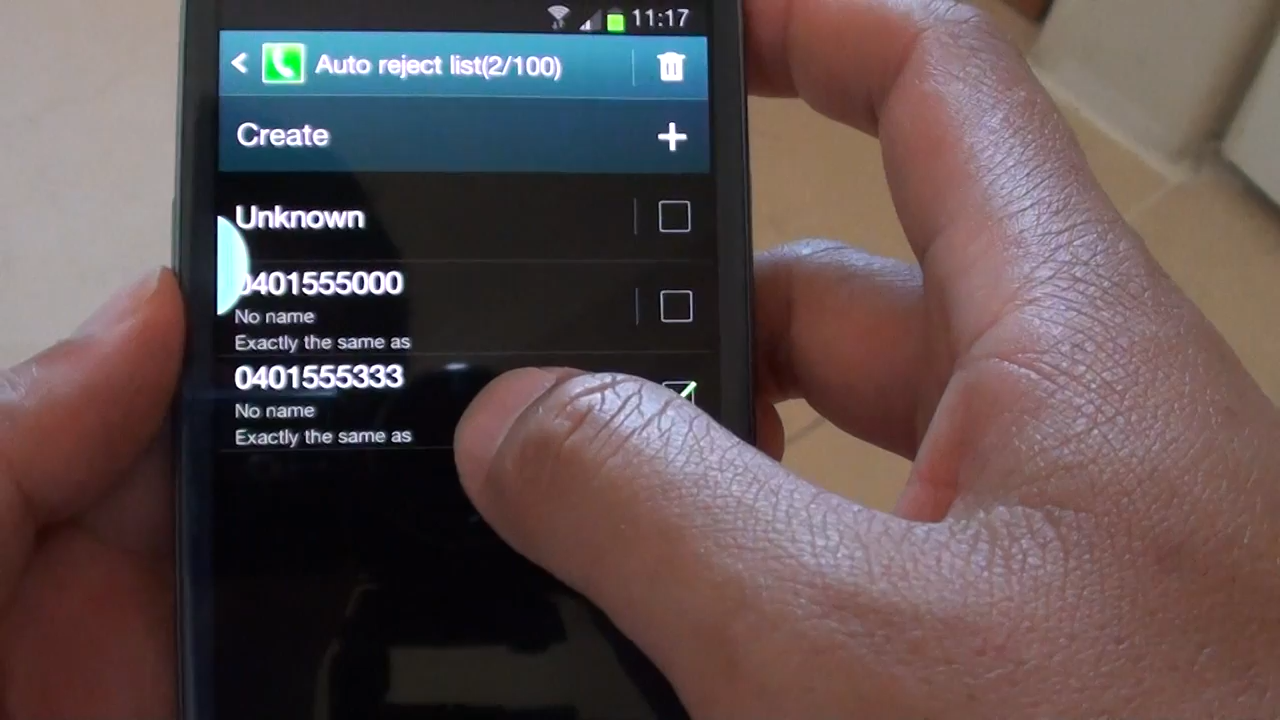 11:17
Auto reject list(2/100)
Create
Unknown
0401555000
No name
Exactly the same as
0401555333
No name
Exactly the same as